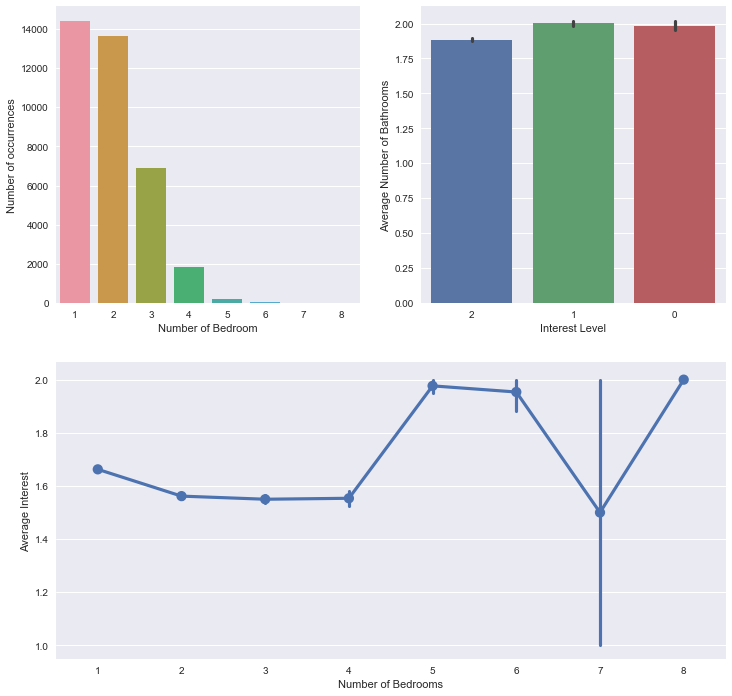 14000
12000
10000
8000
6000
4000
2000
0
Number of occurrences
1 2 3 4 5 6 7 8
Number of Bedroom
2.00
1.75
1.50
1.25
1.00
0.75
0.50
0.25
0.00
Average Number of Bathrooms
2 1 0
Interest Level
2.0
1.8
1.6
1.4
1.2
1.0
Average Interest
1 2 3 4 5 6 7 8
Number of Bedrooms